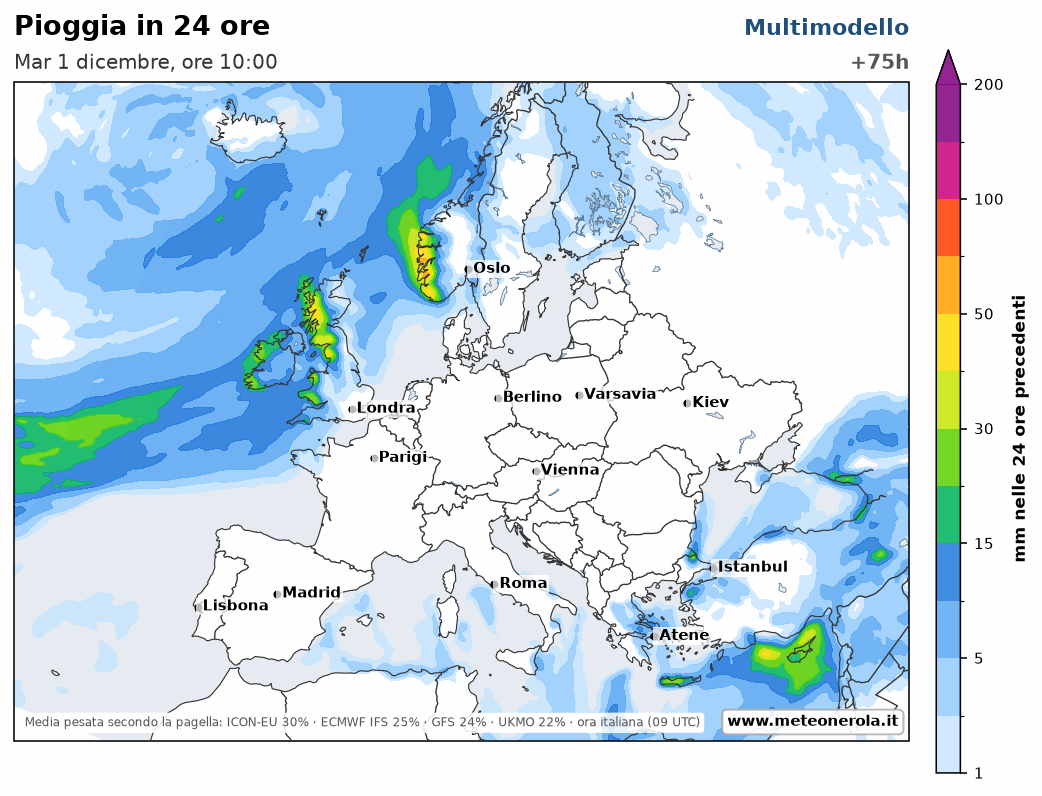 Pioggia in 24 ore
Multimodello
Mar 1 dicembre, ore 10:00
+75h
200
100
50
30
15
5
1
mm nelle 24 ore precedenti
Oslo
Londra
Berlino
Varsavia
Kiev
Parigi
Vienna
Istanbul
Roma
Madrid
Lisbona
Atene
Media pesata secondo la pagella: ICON-EU 30% · ECMWF IFS 25% · GFS 24% · UKMO 22% · ora italiana (09 UTC)
www.meteonerola.it